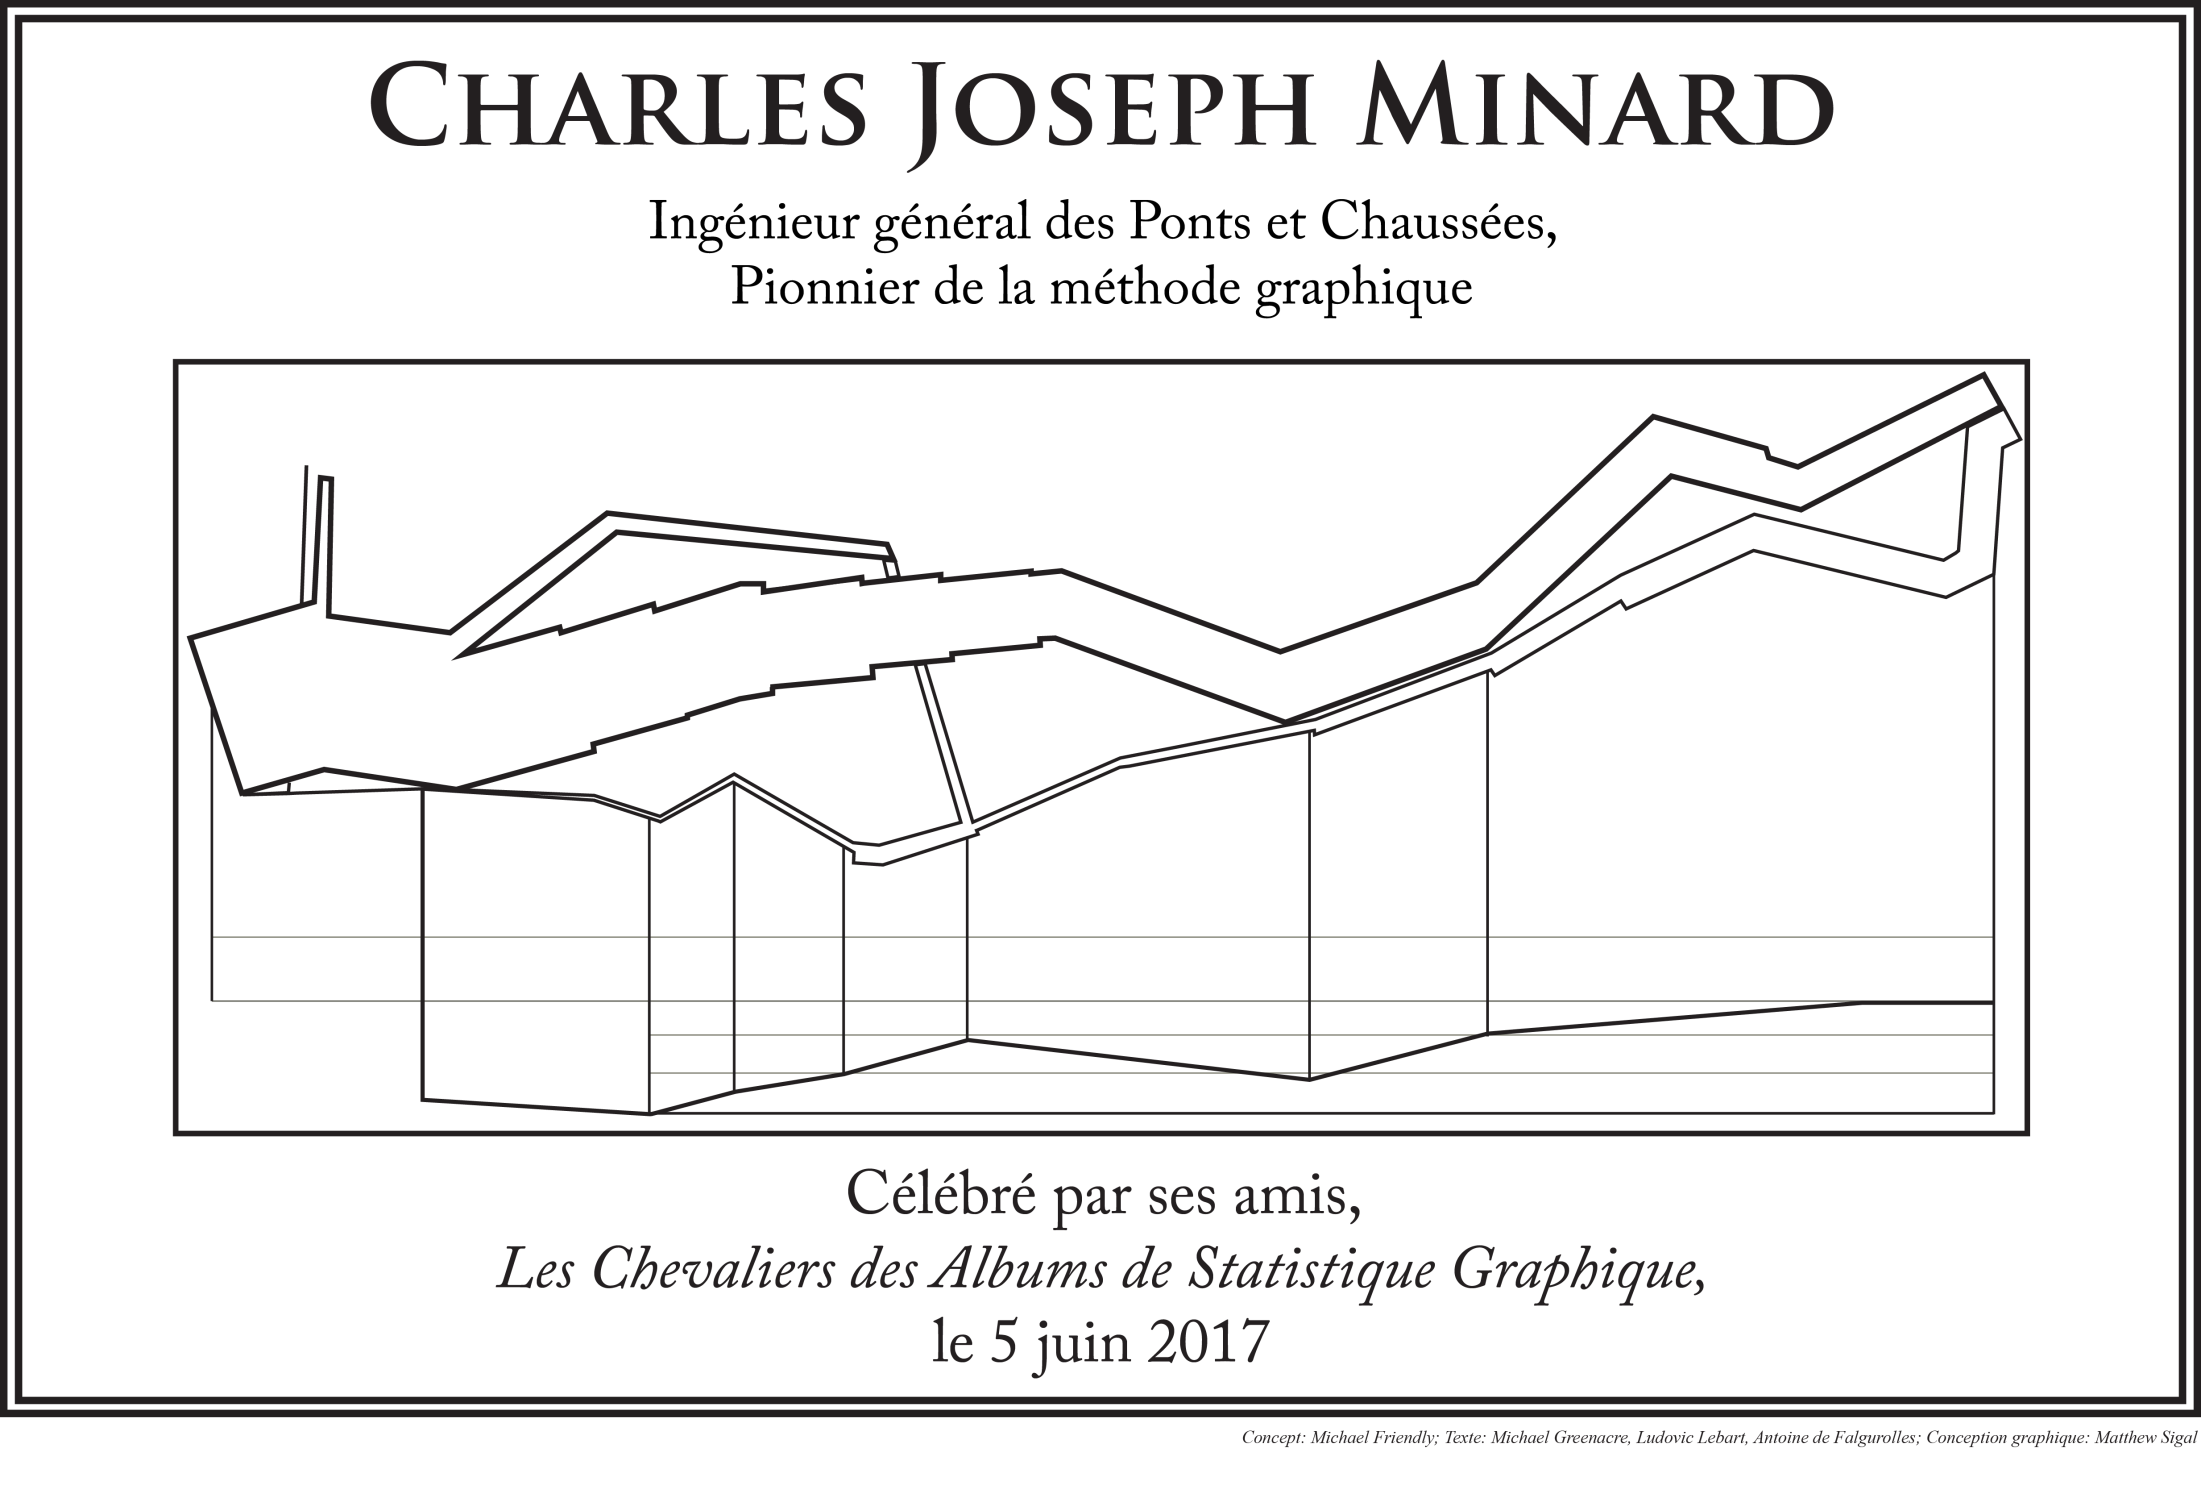 CHARLES JOSEPH MINARD
Ingénieur général des Ponts et Chaussées,
Pionnier de la méthode graphique
Célébré par ses amis,
Les Chevaliers des Albums de Statistique Graphique,
le 5 juin 2017
Concept: Michael Friendly; Texte: Michael Greenacre, Ludovic Lebart, Antoine de Falgurolles; Conception graphique: Matthew Sigal